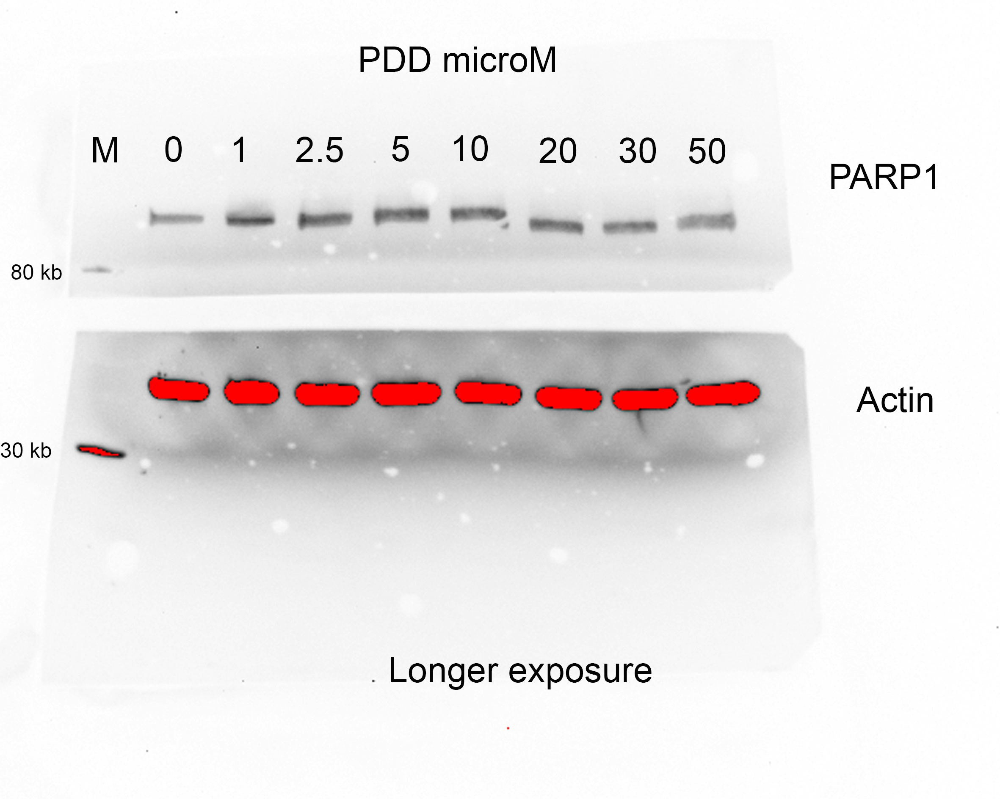 PDD microM
M 0 1 2.5 5 10 20 30 50
PARP1
80 kb
Actin
30 kb
Longer exposure